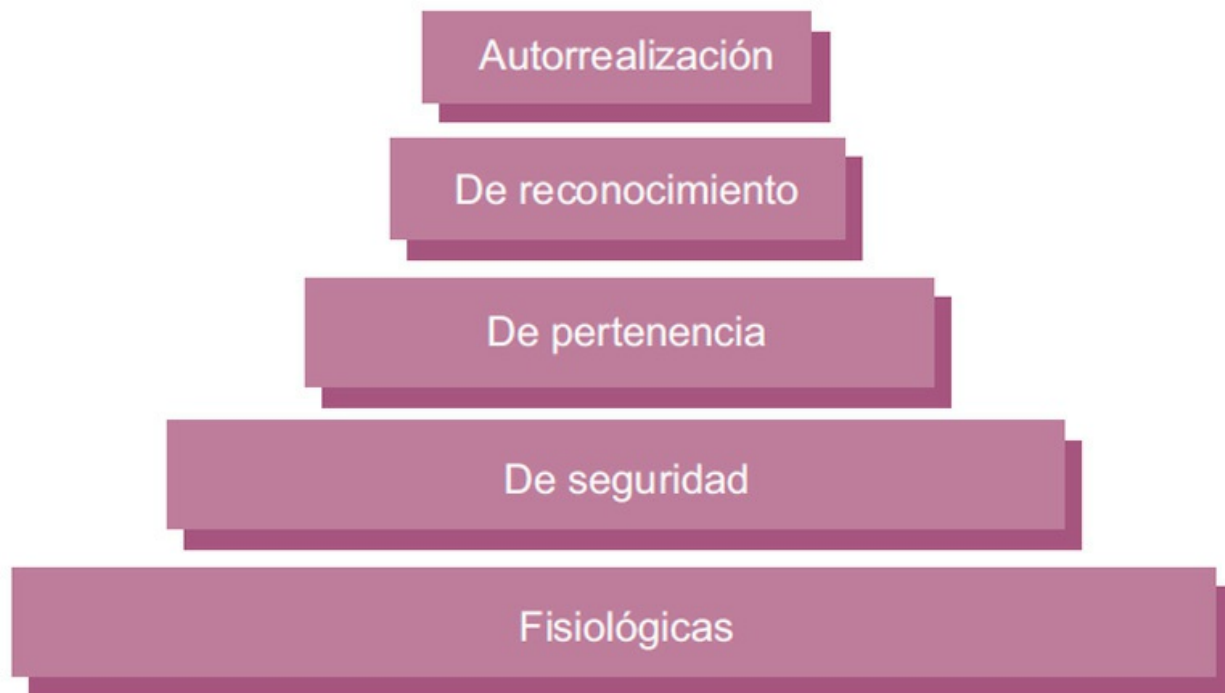 Autorrealización
De reconocimiento
De pertenencia
De seguridad
Fisiológicas